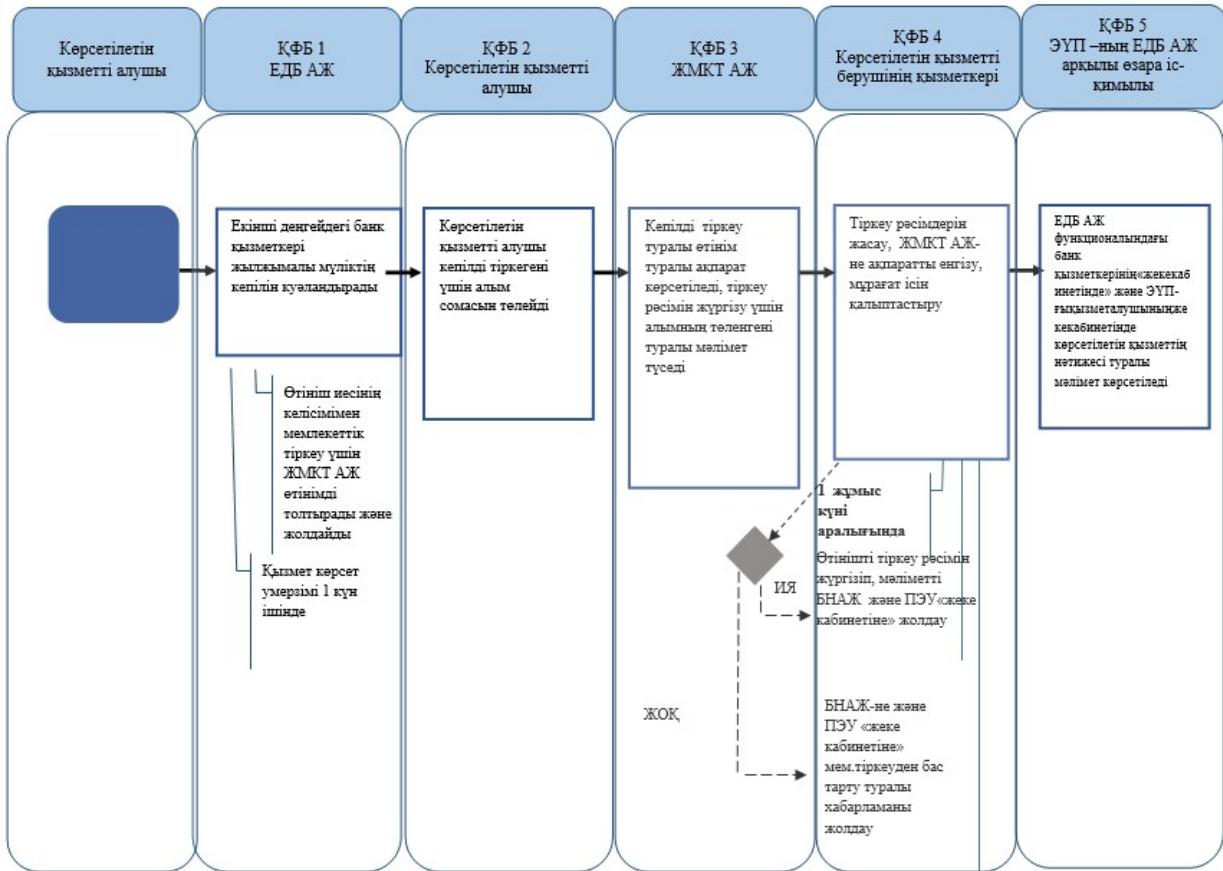 Көрсетілетін
қызметті алушы
ҚФБ 1
ЕДБ АЖ
ҚФБ 2
Көрсетілетін қызметті
алушы
ҚФБ 3
ЖМКТ АЖ
ҚФБ 4
Көрсетілетін қызметті
берушінің қызметкері
ҚФБ 5
ЭҮП –ның ЕДБ АЖ
арқылы өзара іс-
қимылы
Екінші деңгейдегі банк
қызметкері
жылжымалы мүліктің
кепілін куәландырады
Өтініш иесінің
келісімімен
мемлекеттік
тіркеу үшін
ЖМКТ АЖ
өтінімді
толтырады және
жолдайды
Қызмет көрсет
умерзімі 1 күн
ішінде
Көрсетілетін
қызметті алушы
кепілді тіркегені
үшін алым
сомасын төлейді
Кепілді тіркеу
туралы өтінім
туралы ақпарат
көрсетіледі, тіркеу
рәсімін жүргізу үшін
алымның төленгені
туралы мәлімет
түседі
Тіркеу рәсімдерін
жасау, ЖМКТ АЖ-
не ақпаратты енгізу,
мұрағат ісін
қалыптастыру
1 жұмыс
күні
аралығында
Өтінішті тіркеу рәсімін
жүргізіп, мәліметті
БНАЖ және ПЭУ«жеке
кабинетіне» жолдау
ИЯ
ЖОҚ
БНАЖ-не және
ПЭУ «жеке
кабинетіне»
мем.тіркеуден бас
тарту туралы
хабарламаны
жолдау
ЕДБ АЖ
функционалындағы
банк
қызметкерінің«жекекаб
инетінде» және ЭҮП-
ғықызметалушыныңже
кекабинетінде
көрсетілетін қызметтің
нәтижесі туралы
мәлімет көрсетіледі